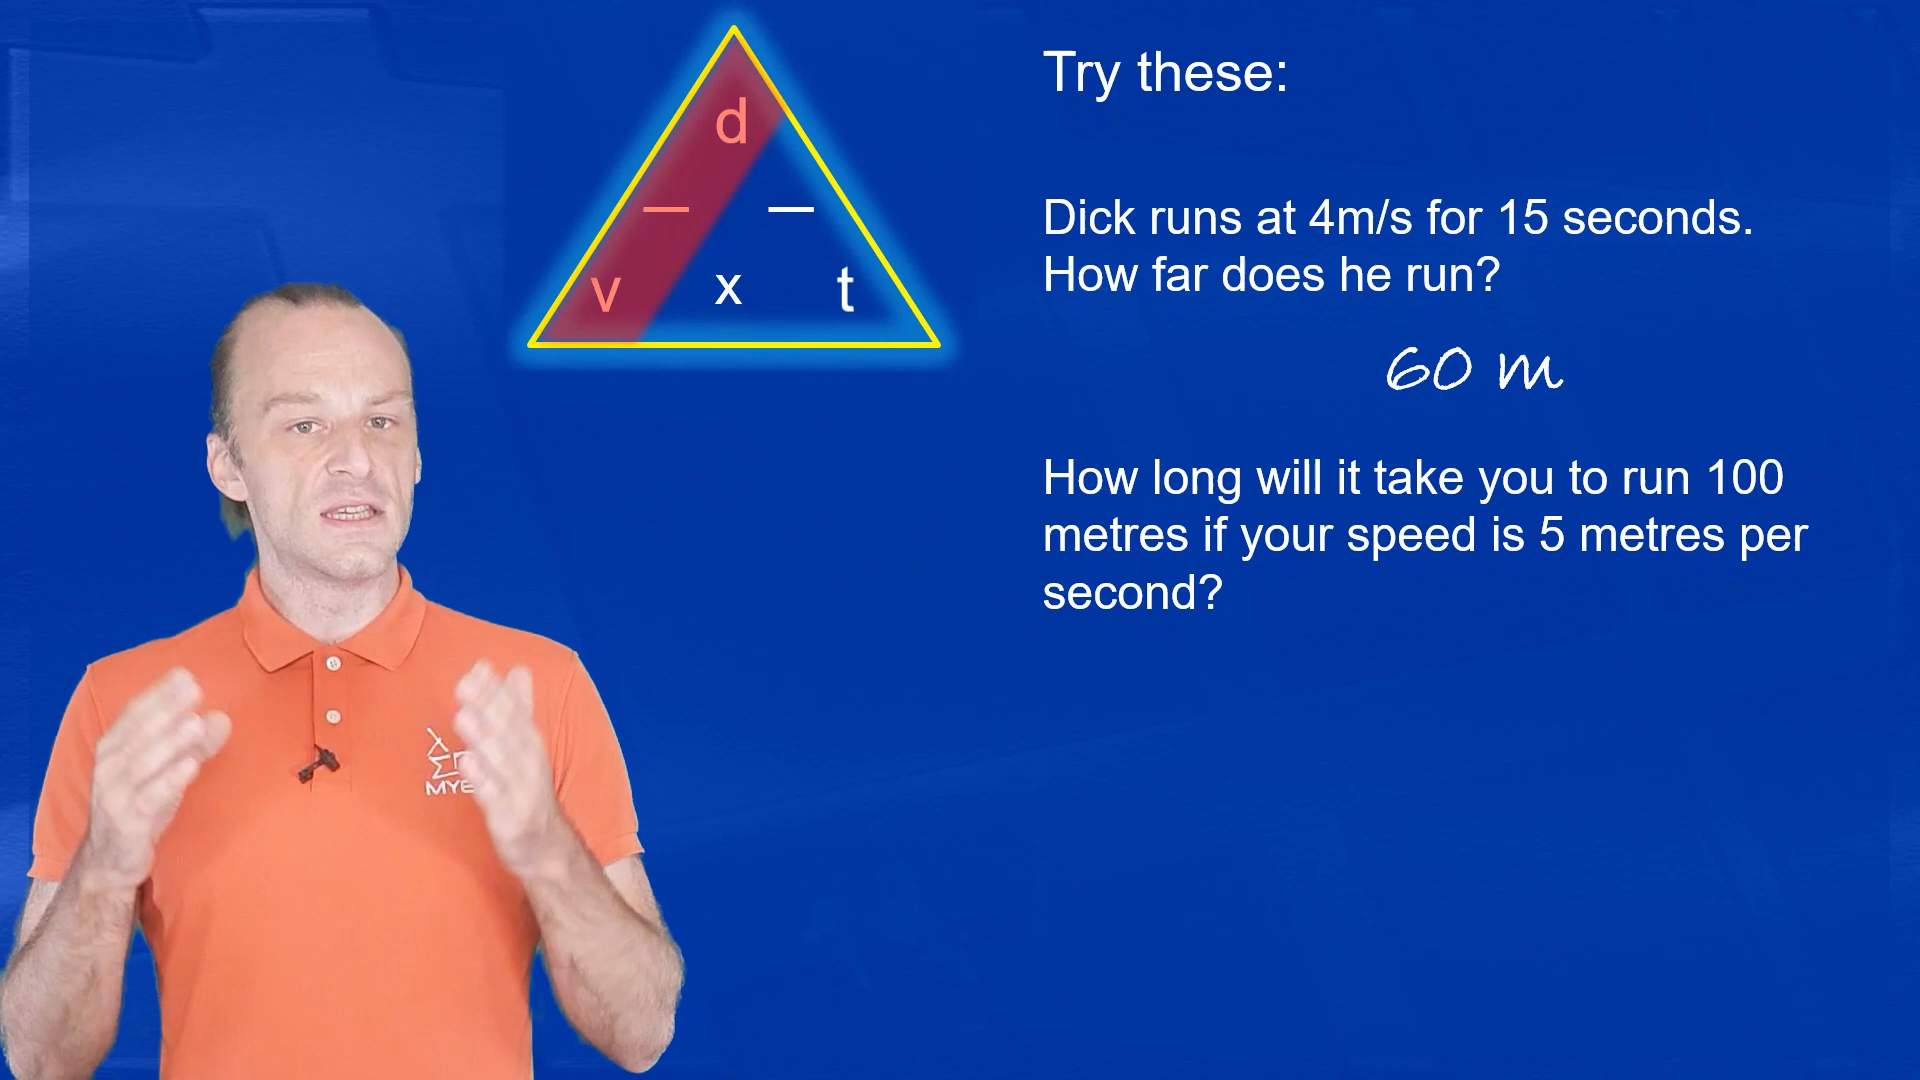 d
— —
v x t
Try these:
Dick runs at 4m/s for 15 seconds.
How far does he run?
60 m
How long will it take you to run 100
metres if your speed is 5 metres per
second?